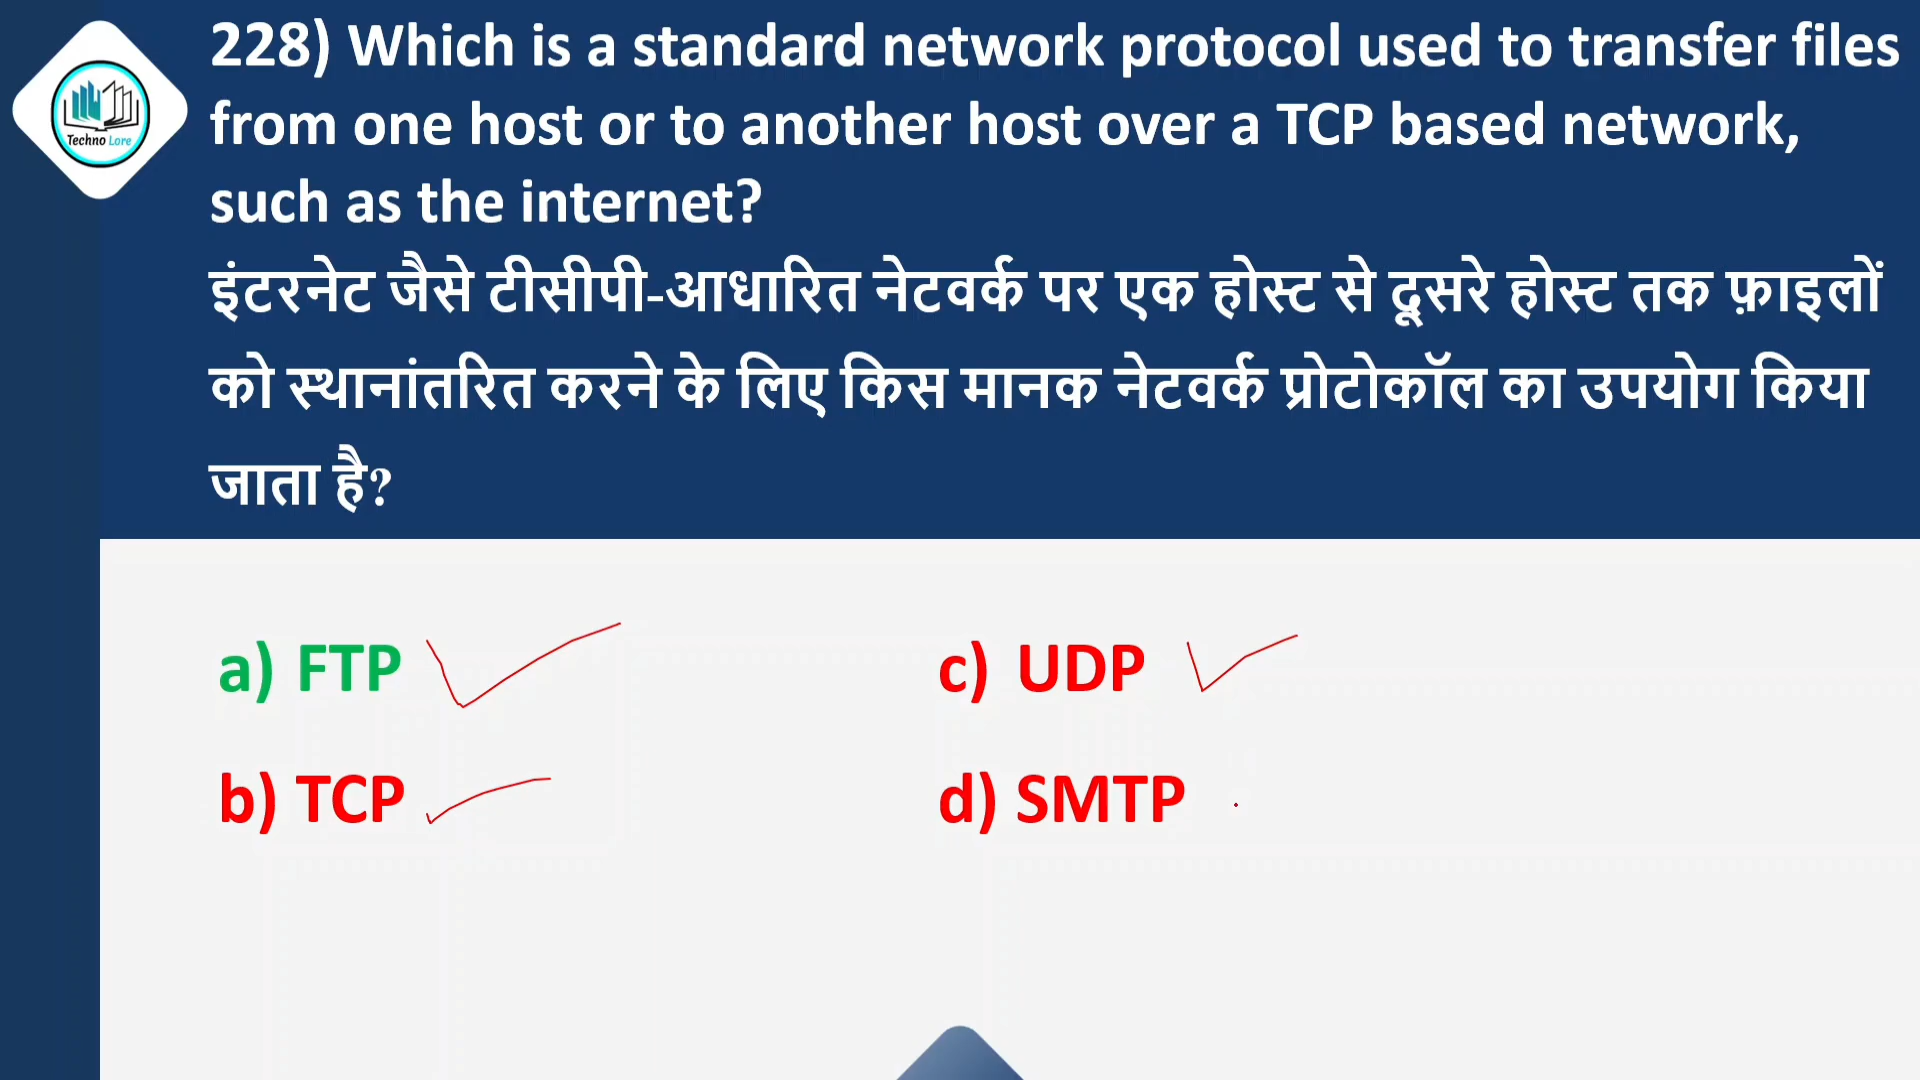 228) Which is a standard network protocol used to transfer files
from one host or to another host over a TCP based network,
such as the internet?
इंटरनेट जैसे टीसीपी-आधारित नेटवर्क पर एक होस्ट से दूसरे होस्ट तक फ़ाइलों
को स्थानांतरित करने के लिए किस मानक नेटवर्क प्रोटोकॉल का उपयोग किया
जाता है?
Techno Lore
a) FTP
b) TCP
c) UDP
d) SMTP